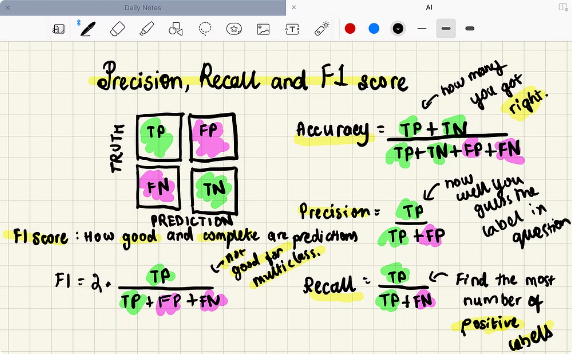 Daily Notes
× AI
Precision, Recall and F1 score
TRUTH
TP FP
FN TN
PREDICTION
how many you got right.
Accuracy = TP + TN
TP + TN + FP + FN
how well you guess the label in question
Precision = TP
TP + FP
F1 score : How good and complete are predictions
not good for multiclass.
F1 = 2 · TP
TP + FP + FN
Recall = TP
TP + FN
Find the most number of positive labels